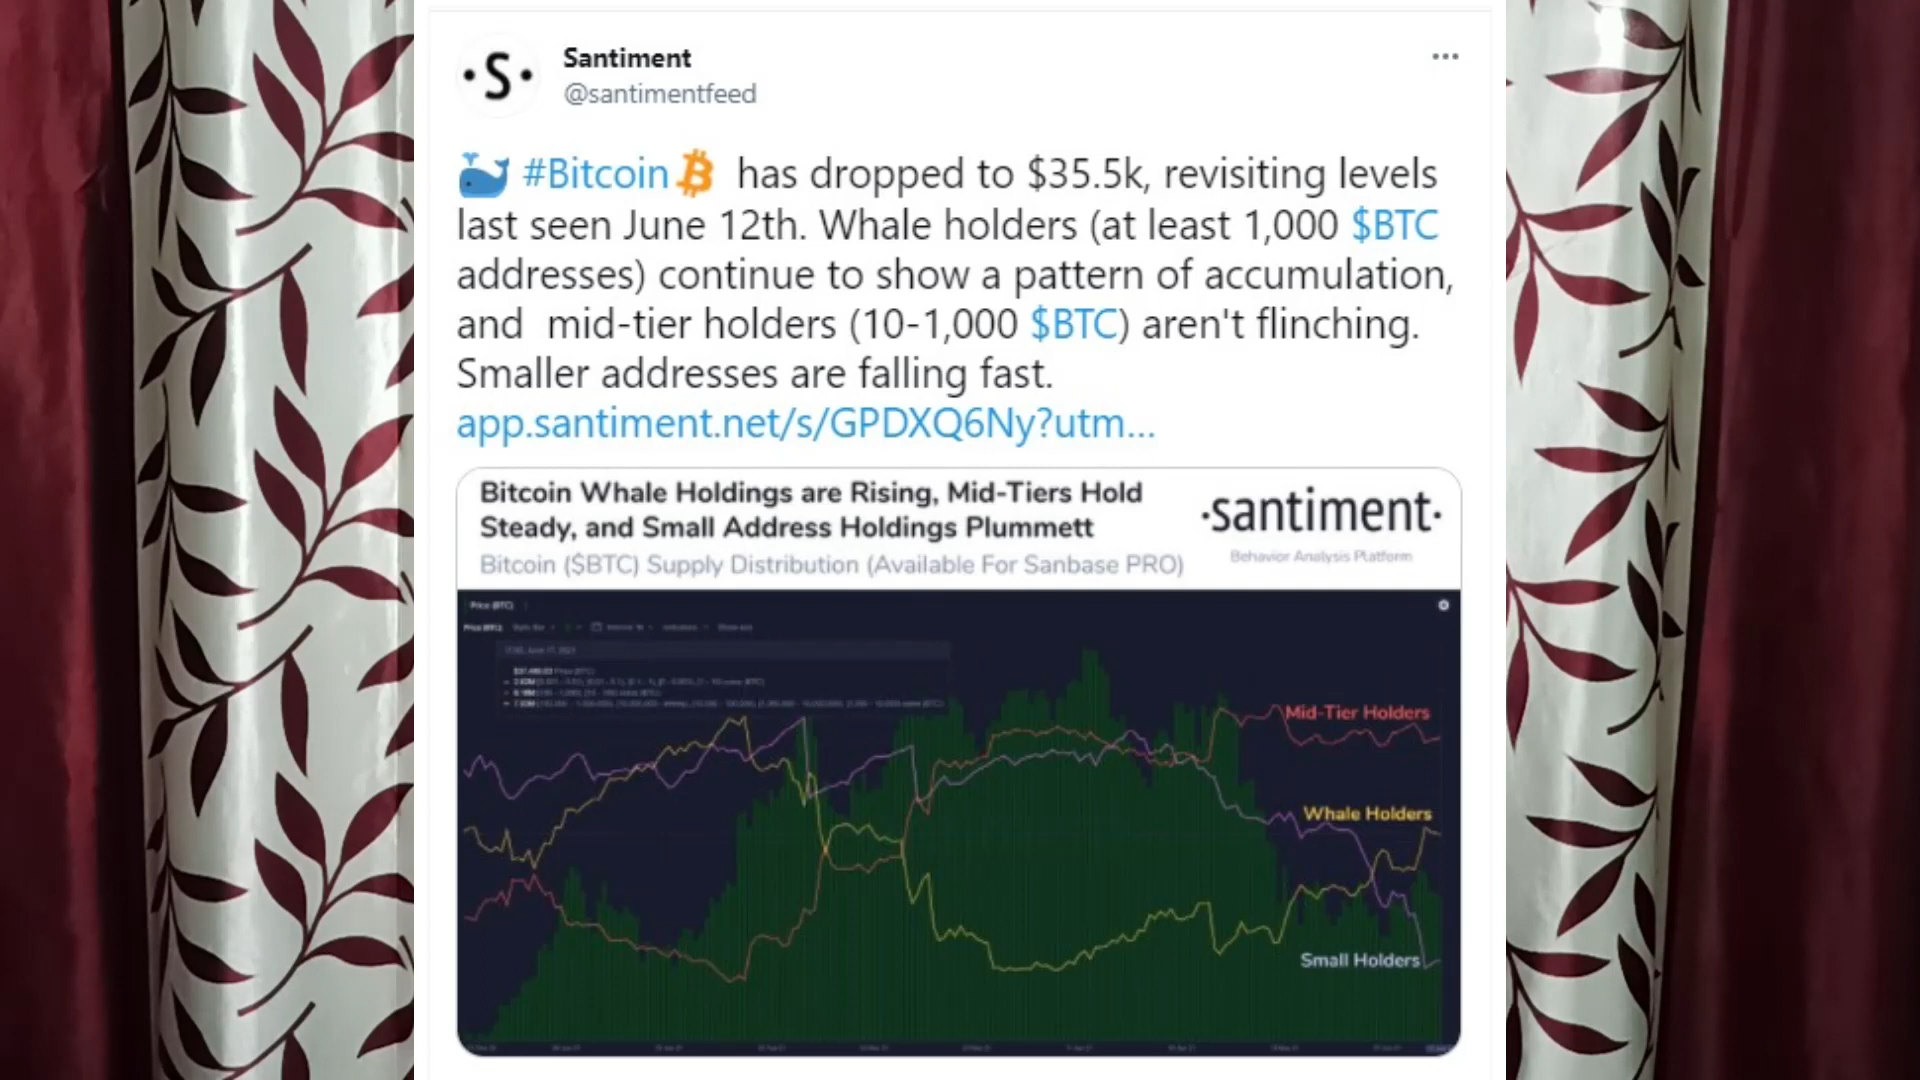 ·S·
Santiment
@santimentfeed
#Bitcoin has dropped to $35.5k, revisiting levels
last seen June 12th. Whale holders (at least 1,000 $BTC
addresses) continue to show a pattern of accumulation,
and mid-tier holders (10-1,000 $BTC) aren't flinching.
Smaller addresses are falling fast.
app.santiment.net/s/GPDXQ6Ny?utm...
Bitcoin Whale Holdings are Rising, Mid-Tiers Hold
Steady, and Small Address Holdings Plummett
Bitcoin ($BTC) Supply Distribution (Available For Sanbase PRO)
·santiment·
Behavior Analysis Platform
Price (BTC)
Price (BTC)
Mid-Tier Holders
Whale Holders
Small Holders